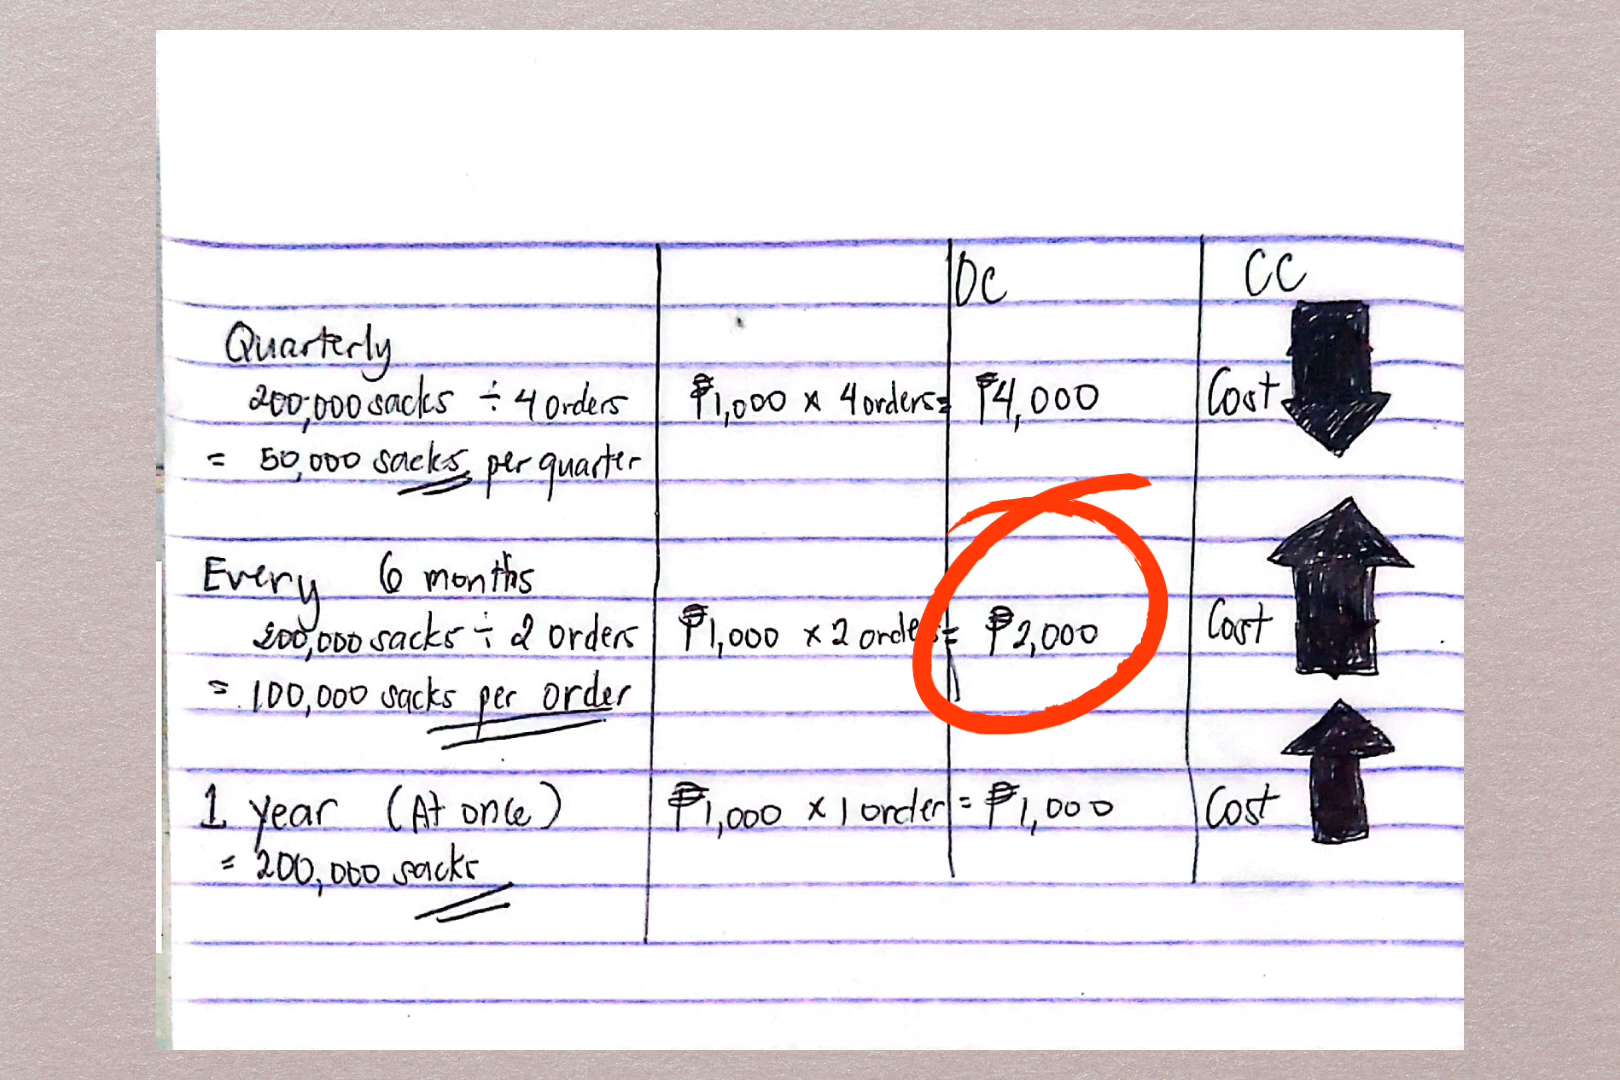 OC CC
Quarterly
200,000 sacks ÷ 4 orders ₱1,000 x 4 orders= ₱4,000 Cost
= 50,000 sacks per quarter
Every 6 months
200,000 sacks ÷ 2 orders ₱1,000 x 2 orders = ₱2,000 Cost
= 100,000 sacks per order
1 year (At once) ₱1,000 x 1 order = ₱1,000 Cost
= 200,000 sacks